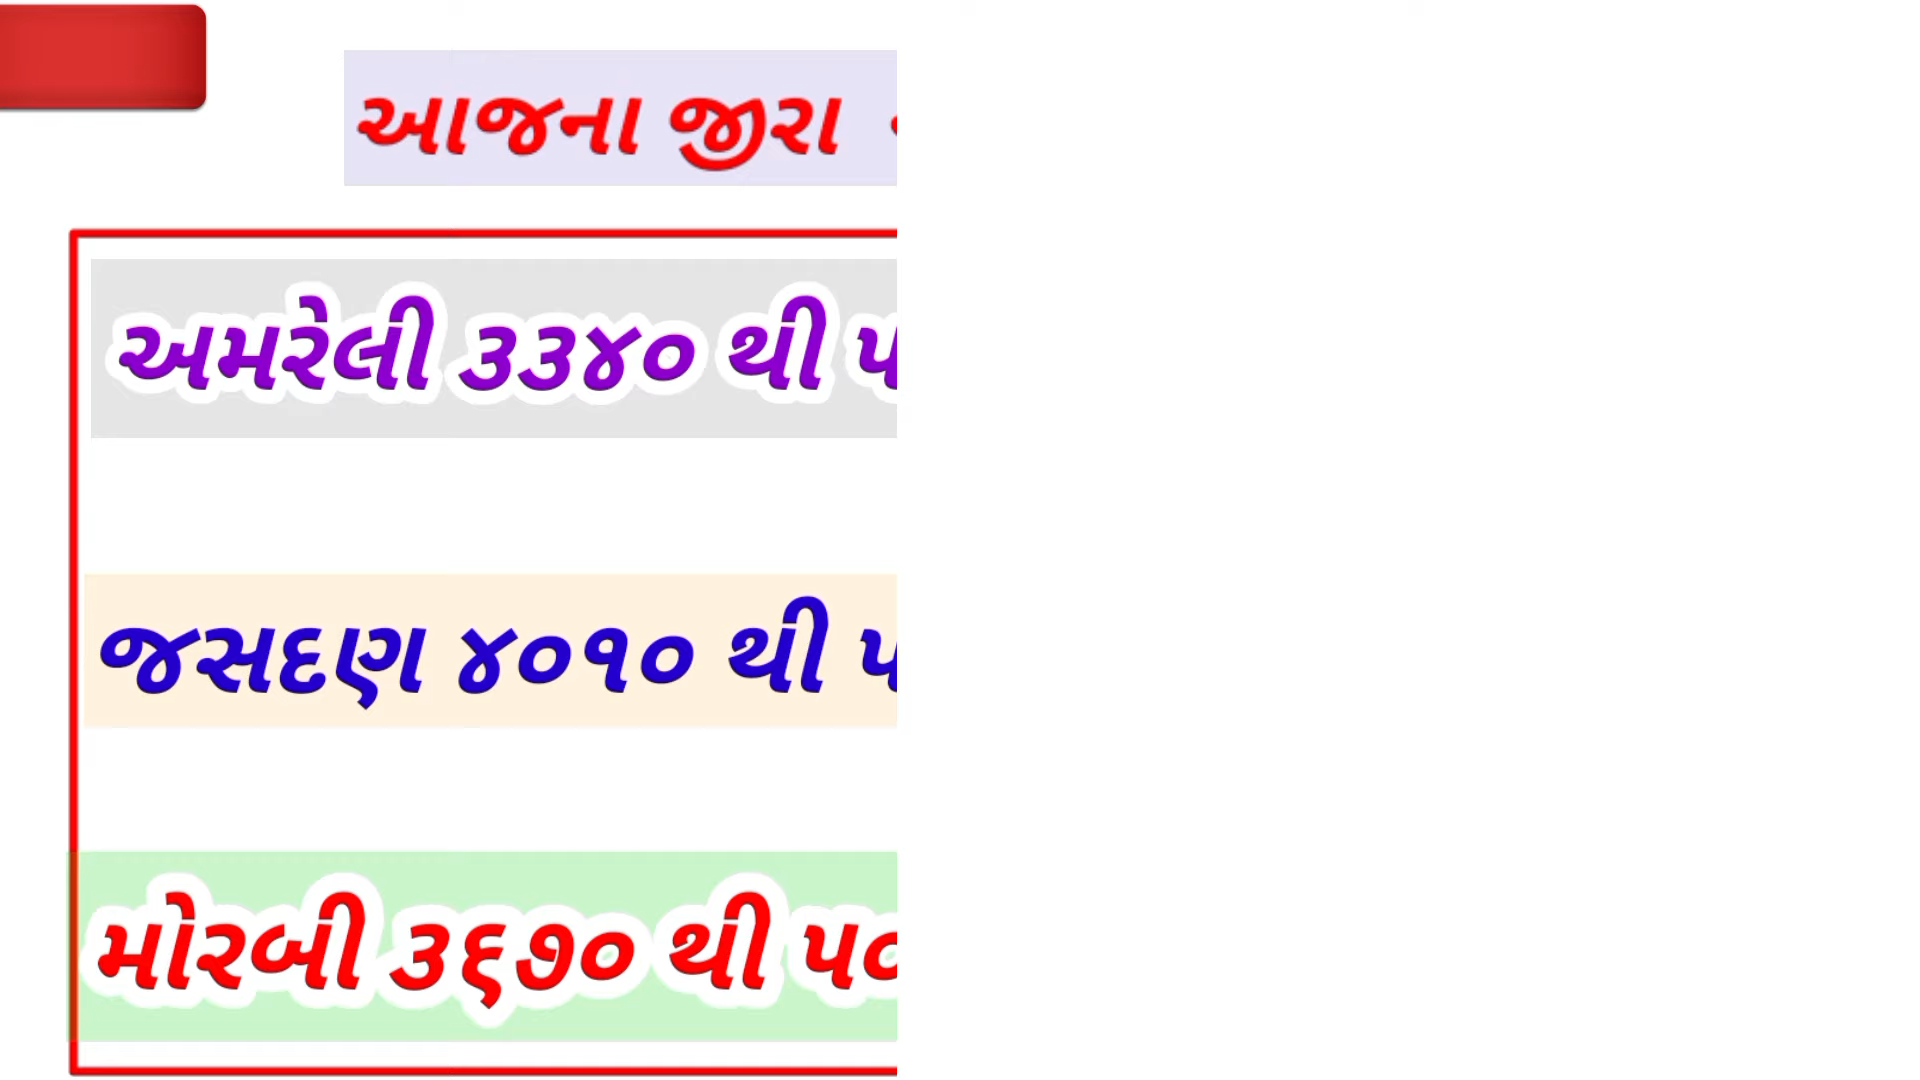 આજના જીરા
અમરેલી ૩૩૪૦ થી
જસદણ ૪૦૧૦ થી
મોરબી ૩૬૭૦ થી